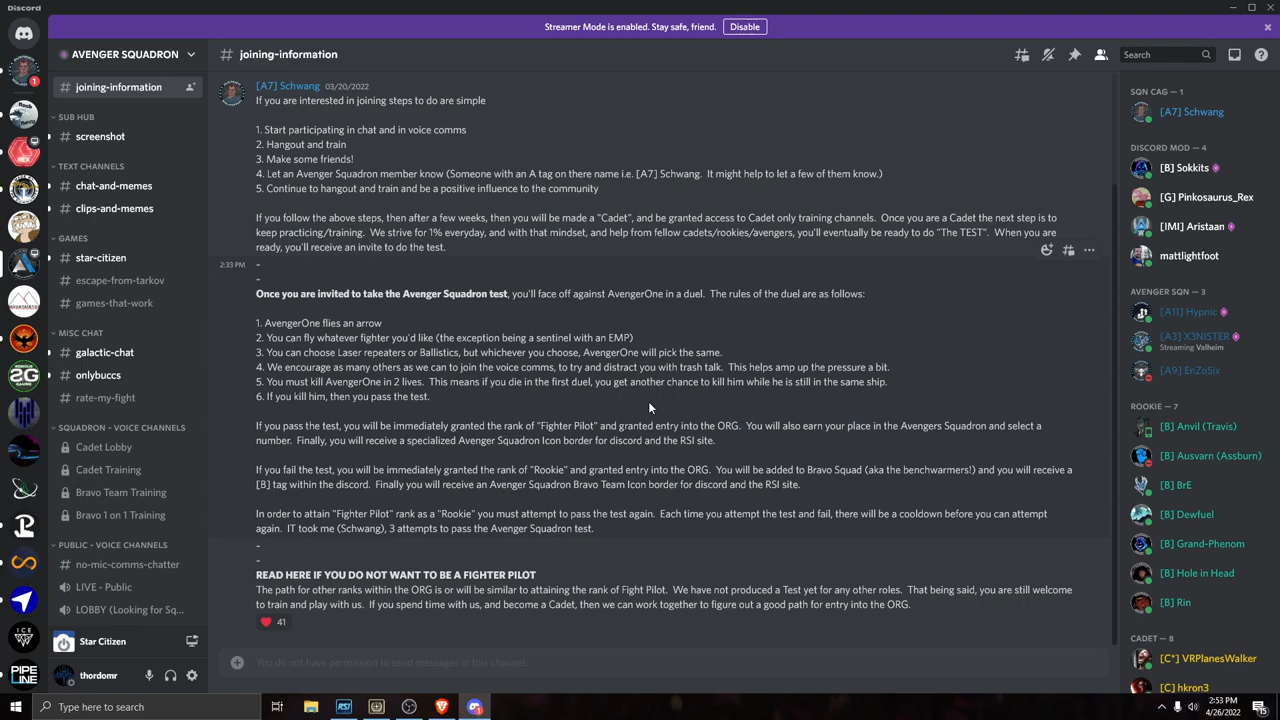 Discord
Streamer Mode is enabled. Stay safe, friend. Disable
AVENGER SQUADRON
# joining-information
Search
# joining-information
SUB HUB
# screenshot
TEXT CHANNELS
# chat-and-memes
# clips-and-memes
GAMES
# star-citizen
# escape-from-tarkov
# games-that-work
MISC CHAT
# galactic-chat
# onlybuccs
# rate-my-fight
SQUADRON - VOICE CHANNELS
Cadet Lobby
Cadet Training
Bravo Team Training
Bravo 1 on 1 Training
PUBLIC - VOICE CHANNELS
# no-mic-comms-chatter
LIVE - Public
LOBBY (Looking for Sq...
Star Citizen
thordomr
[A7] Schwang 03/20/2022
If you are interested in joining steps to do are simple
1. Start participating in chat and in voice comms
2. Hangout and train
3. Make some friends!
4. Let an Avenger Squadron member know (Someone with an A tag on there name i.e. [A7] Schwang. It might help to let a few of them know.)
5. Continue to hangout and train and be a positive influence to the community
If you follow the above steps, then after a few weeks, then you will be made a "Cadet", and be granted access to Cadet only training channels. Once you are a Cadet the next step is to
keep practicing/training. We strive for 1% everyday, and with that mindset, and help from fellow cadets/rookies/avengers, you'll eventually be ready to do "The TEST". When you are
ready, you'll receive an invite to do the test.
2:33 PM -
-
Once you are invited to take the Avenger Squadron test, you'll face off against AvengerOne in a duel. The rules of the duel are as follows:
1. AvengerOne flies an arrow
2. You can fly whatever fighter you'd like (the exception being a sentinel with an EMP)
3. You can choose Laser repeaters or Ballistics, but whichever you choose, AvengerOne will pick the same.
4. We encourage as many others as we can to join the voice comms, to try and distract you with trash talk. This helps amp up the pressure a bit.
5. You must kill AvengerOne in 2 lives. This means if you die in the first duel, you get another chance to kill him while he is still in the same ship.
6. If you kill him, then you pass the test.
If you pass the test, you will be immediately granted the rank of "Fighter Pilot" and granted entry into the ORG. You will also earn your place in the Avengers Squadron and select a
number. Finally, you will receive a specialized Avenger Squadron Icon border for discord and the RSI site.
If you fail the test, you will be immediately granted the rank of "Rookie" and granted entry into the ORG. You will be added to Bravo Squad (aka the benchwarmers!) and you will receive a
[B] tag within the discord. Finally you will receive an Avenger Squadron Bravo Team Icon border for discord and the RSI site.
In order to attain "Fighter Pilot" rank as a "Rookie" you must attempt to pass the test again. Each time you attempt the test and fail, there will be a cooldown before you can attempt
again. IT took me (Schwang), 3 attempts to pass the Avenger Squadron test.
-
-
READ HERE IF YOU DO NOT WANT TO BE A FIGHTER PILOT
The path for other ranks within the ORG is or will be similar to attaining the rank of Fight Pilot. We have not produced a Test yet for any other roles. That being said, you are still welcome
to train and play with us. If you spend time with us, and become a Cadet, then we can work together to figure out a good path for entry into the ORG.
41
You do not have permission to send messages in this channel.
SQN CAG — 1
[A7] Schwang
DISCORD MOD — 4
[B] Sokkits
[G] Pinkosaurus_Rex
[IMI] Aristaan
mattlightfoot
AVENGER SQN — 3
[A11] Hypnic
[A3] X3NISTER
Streaming Valheim
[A9] EnZo5ix
ROOKIE — 7
[B] Anvil (Travis)
[B] Ausvarn (Assburn)
[B] BrE
[B] Dewfuel
[B] Grand-Phenom
[B] Hole in Head
[B] Rin
CADET — 8
[C*] VRPlanesWalker
[C*] hkron3
Type here to search
RSI
2:53 PM
4/26/2022
15